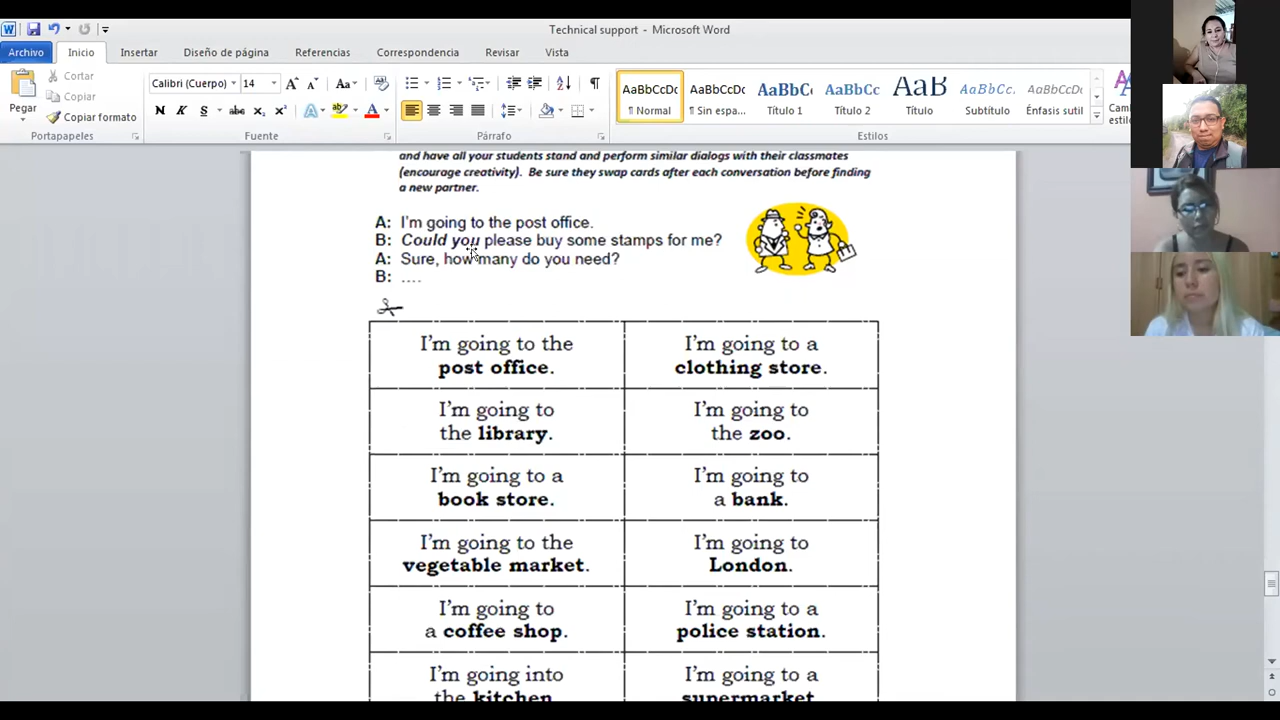 Technical support - Microsoft Word
Archivo Inicio Insertar Diseño de página Referencias Correspondencia Revisar Vista
Cortar
Copiar
Pegar
Copiar formato
Portapapeles
Calibri (Cuerpo) 14
N K S abc x₂ x²
Fuente
Párrafo
AaBbCcDc AaBbCcDc AaBbCc AaBbCc AaB AaBbCc. AaBbCcDc
¶ Normal ¶ Sin espa... Título 1 Título 2 Título Subtítulo Énfasis sutil
Estilos
and have all your students stand and perform similar dialogs with their classmates
(encourage creativity). Be sure they swap cards after each conversation before finding
a new partner.
A: I'm going to the post office.
B: Could you please buy some stamps for me?
A: Sure, how many do you need?
B: ....
I'm going to the
post office.
I'm going to a
clothing store.
I'm going to
the library.
I'm going to
the zoo.
I'm going to a
book store.
I'm going to
a bank.
I'm going to the
vegetable market.
I'm going to
London.
I'm going to
a coffee shop.
I'm going to a
police station.
I'm going into
the kitchen
I'm going to a
supermarket